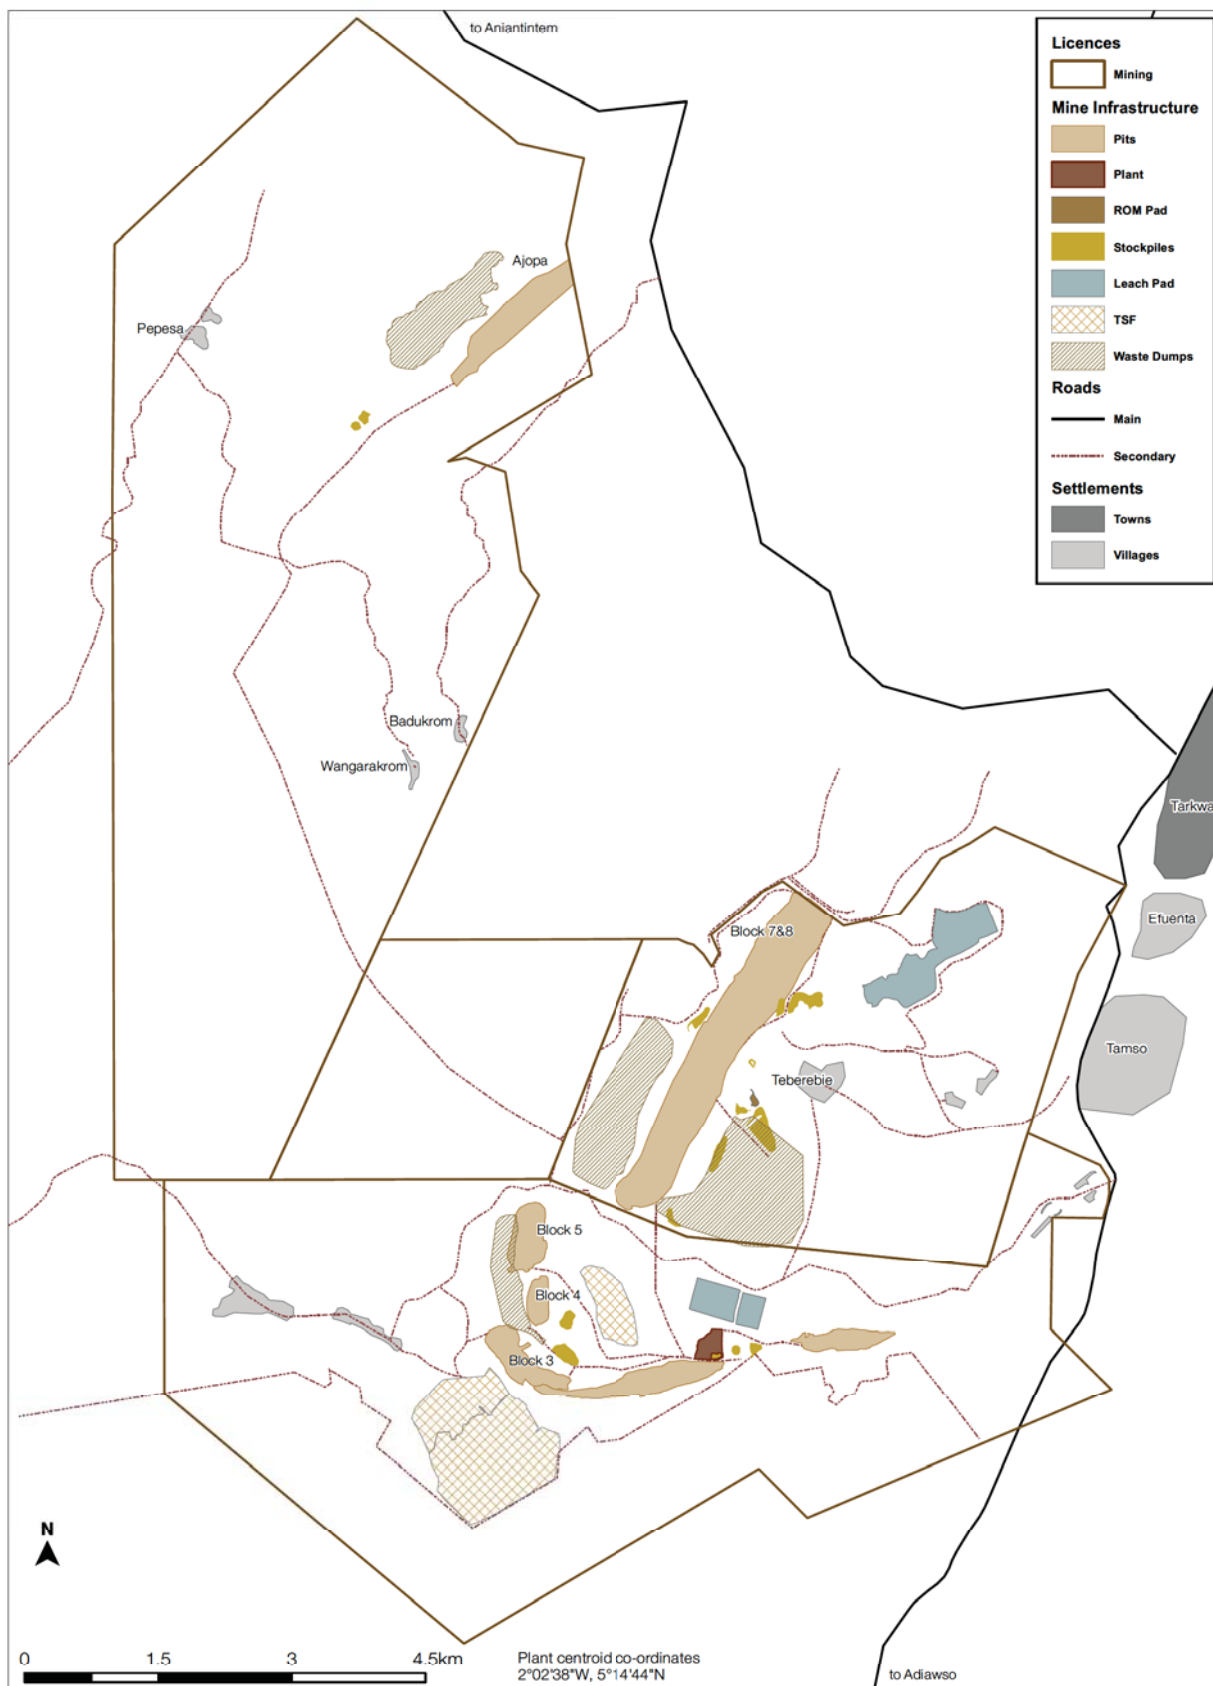 to Aniantintem
Licences
Mining
Mine Infrastructure
Pits
Plant
ROM Pad
Stockpiles
Leach Pad
TSF
Waste Dumps
Roads
Main
Secondary
Settlements
Towns
Villages
Ajopa
Pepesa
Badukrom
Wangarakrom
Tarkwa
Efuenta
Block 7&8
Tamso
Teberebie
Block 5
Block 4
Block 3
N
0 1.5 3 4.5km
Plant centroid co-ordinates
2°02'38"W, 5°14'44"N
to Adiawso